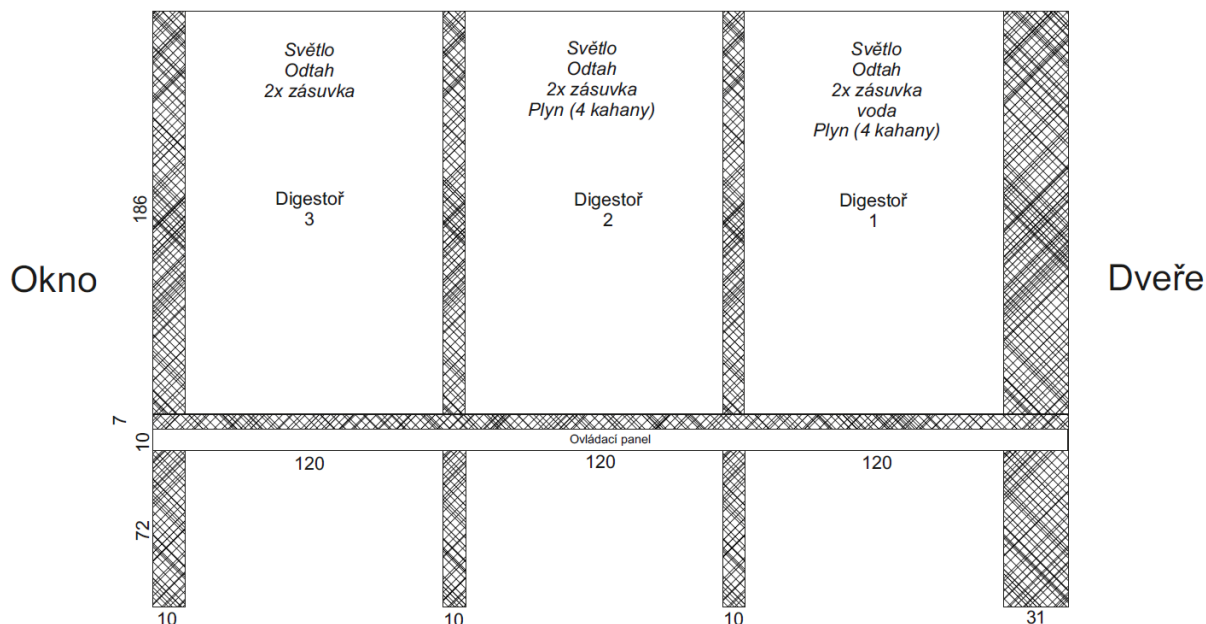 Světlo
Odtah
2x zásuvka
Světlo
Odtah
2x zásuvka
Plyn (4 kahany)
Světlo
Odtah
2x zásuvka
voda
Plyn (4 kahany)
Digestoř
3
Digestoř
2
Digestoř
1
186
Okno
Dveře
7
10
Ovládací panel
120
120
120
72
10
10
10
31